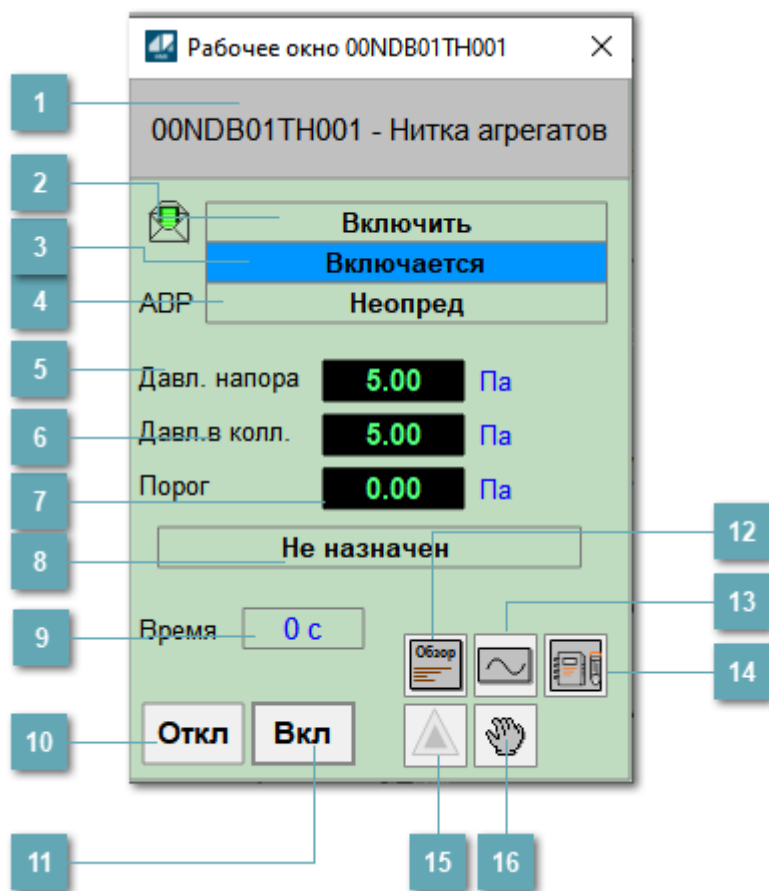 Рабочее окно 00NDB01TH001
1
00NDB01TH001 - Нитка агрегатов
2
Включить
3
Включается
4
АВР
Неопред
5
Давл. напора 5.00 Па
6
Давл.в колл. 5.00 Па
7
Порог 0.00 Па
8
Не назначен
12
13
9
Время 0 с
Обзор
14
10
Откл Вкл
11
15
16